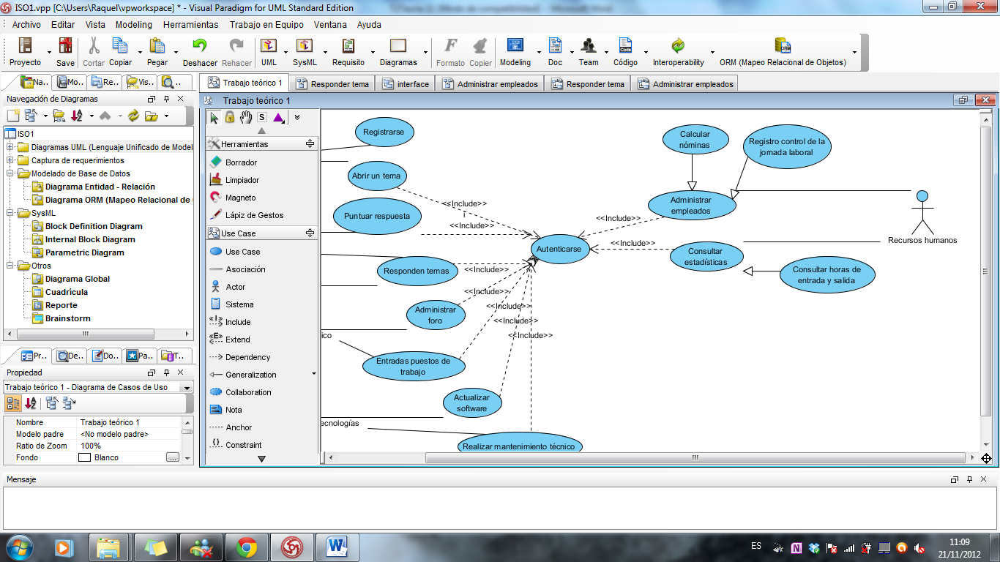 ISO1.vpp [C:\Users\Raquel\vpworkspace] * - Visual Paradigm for UML Standard Edition
Archivo Editar Vista Modeling Herramientas Trabajo en Equipo Ventana Ayuda
Proyecto Save Cortar Copiar Pegar Deshacer Rehacer UML SysML Requisito Diagramas Formato Copier Modeling Doc Team Código Interoperability ORM (Mapeo Relacional de Objetos)
Na... Mo... Re... Vis...
Trabajo teórico 1 Responder tema interface Administrar empleados Responder tema Administrar empleados
Navegación de Diagramas
Trabajo teórico 1
ISO1
Diagramas UML (Lenguaje Unificado de Model
Captura de requerimientos
Modelado de Base de Datos
Diagrama Entidad - Relación
Diagrama ORM (Mapeo Relacional de
SysML
Block Definition Diagram
Internal Block Diagram
Parametric Diagram
Otros
Diagrama Global
Cuadrícula
Reporte
Brainstorm
Pr... De... Do... Pa... T...
Propiedad
Trabajo teórico 1 - Diagrama de Casos de Uso
Nombre Trabajo teórico 1
Modelo padre <No modelo padre>
Ratio de Zoom 100%
Fondo Blanco ...
S
Herramientas
Borrador
Limpiador
Magneto
Lápiz de Gestos
Use Case
Use Case
Asociación
Actor
Sistema
Include
Extend
Dependency
Generalization
Collaboration
Nota
Anchor
Constraint
Registrarse
Abrir un tema
Puntuar respuesta
<<Include>>
<<Include>>
Autenticarse
Responden temas
<<Include>>
<<Include>>
Administrar
foro
<<Include>>
<<Include>>
<<Include>>
ico
Entradas puestos de
trabajo
Actualizar
software
ecnologías
Realizar mantenimiento técnico
Calcular
nóminas
Registro control de la
jornada laboral
Administrar
empleados
<<Include>>
Recursos humanos
<<Include>>
Consultar
estadísticas
Consultar horas de
entrada y salida
Mensaje
ES
11:09
21/11/2012